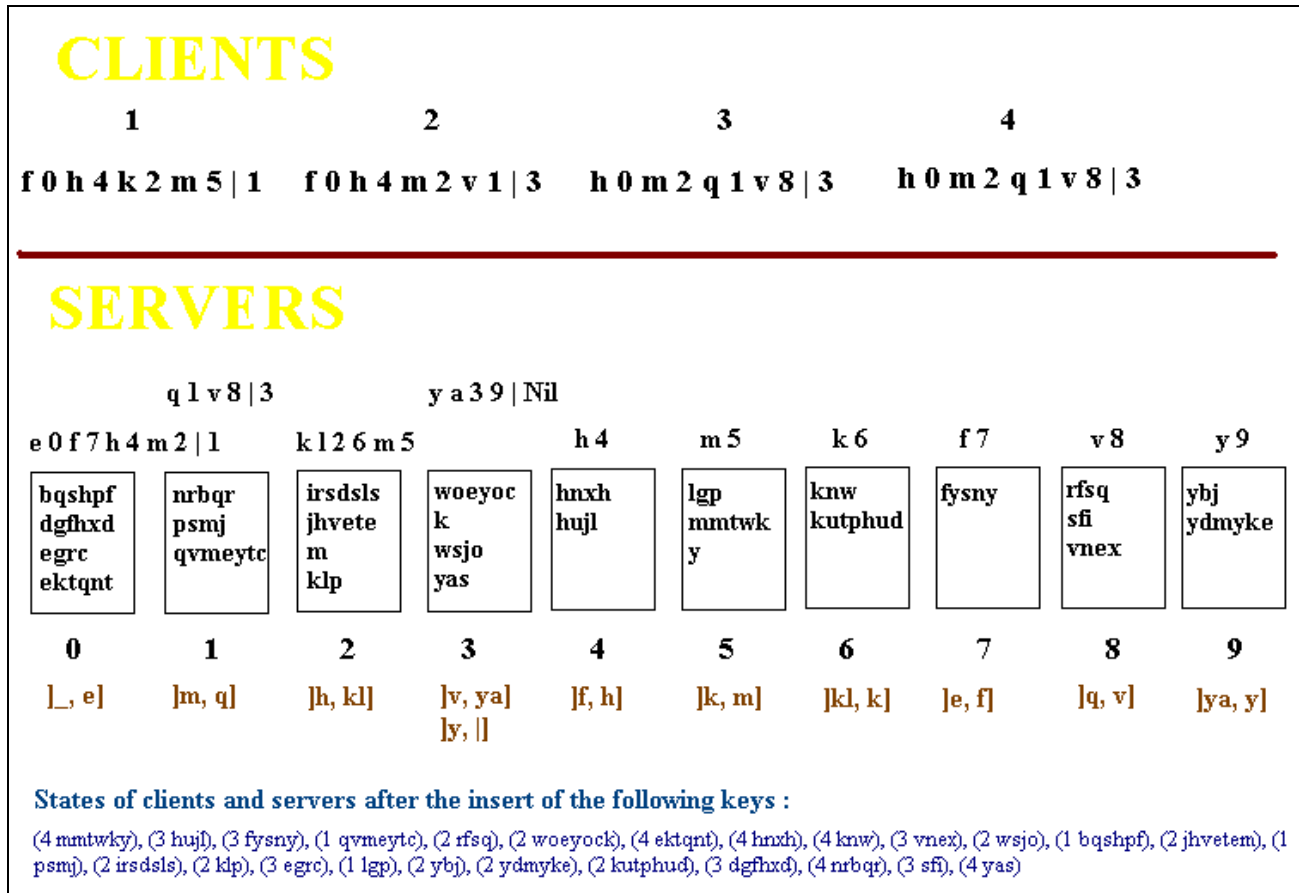 CLIENTS
1 2 3 4
f 0 h 4 k 2 m 5 | 1 f 0 h 4 m 2 v 1 | 3 h 0 m 2 q 1 v 8 | 3 h 0 m 2 q 1 v 8 | 3
SERVERS
q 1 v 8 | 3 y a 3 9 | Nil
e 0 f 7 h 4 m 2 | 1 k l 2 6 m 5 h 4 m 5 k 6 f 7 v 8 y 9
bqshpf nrbqr irsdsls woeyoc hnxh lgp knw fysny rfsq ybj
dgfhxd psmj jhvete k hujl mmtwk kutphud sfi ydmyke
egrc qvmeytc m wsjo y vnex
ektqnt klp yas
0 1 2 3 4 5 6 7 8 9
]_, e] ]m, q] ]h, kl] ]v, ya] ]f, h] ]k, m] ]kl, k] ]e, f] ]q, v] ]ya, y]
]y, |]
States of clients and servers after the insert of the following keys :
(4 mmtwky), (3 hujl), (3 fysny), (1 qvmeytc), (2 rfsq), (2 woeyock), (4 ektqnt), (4 hnxh), (4 knw), (3 vnex), (2 wsjo), (1 bqshpf), (2 jhvetem), (1
psmj), (2 irsdsls), (2 klp), (3 egrc), (1 lgp), (2 ybj), (2 ydmyke), (2 kutphud), (3 dgfhxd), (4 nrbqr), (3 sfi), (4 yas)